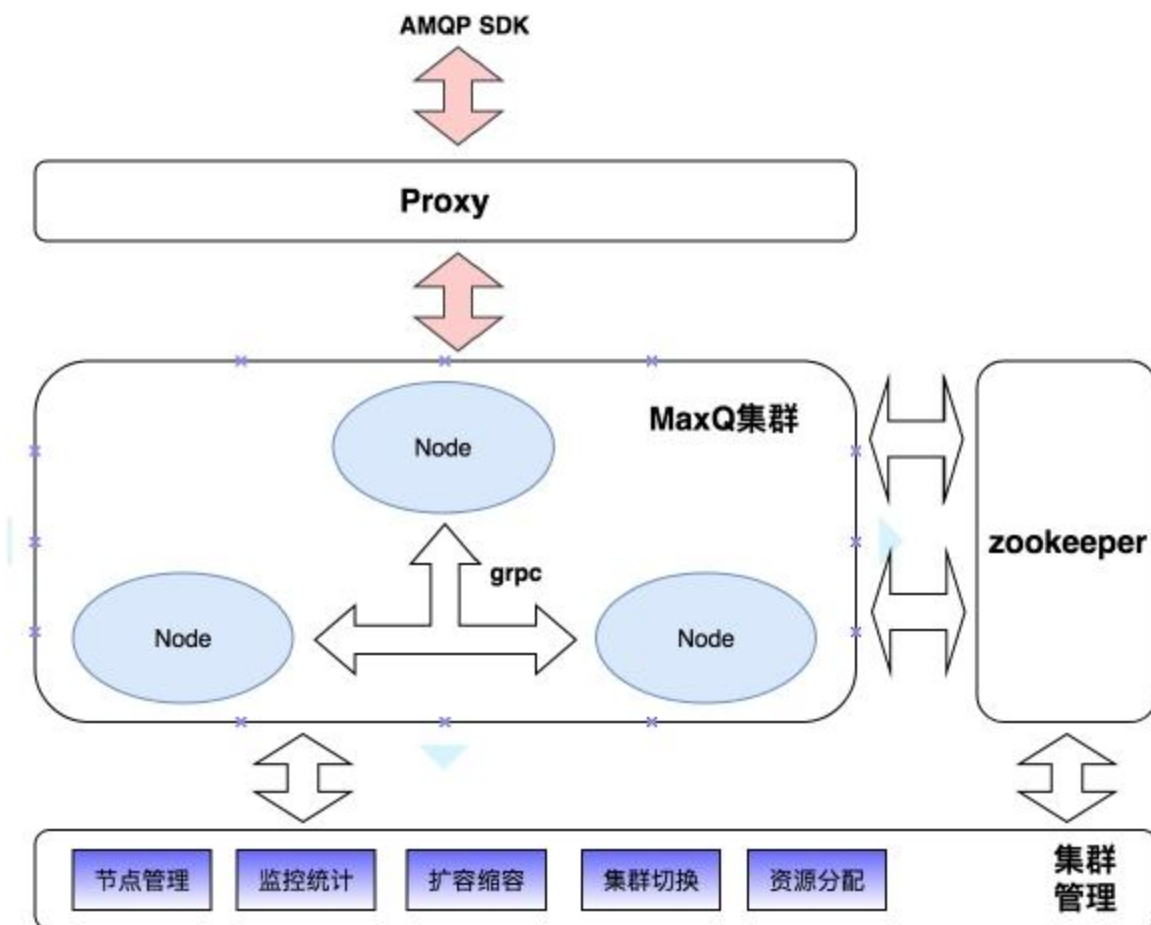 AMQP SDK
Proxy
MaxQ集群
Node
grpc
Node
Node
zookeeper
节点管理
监控统计
扩容缩容
集群切换
资源分配
集群
管理